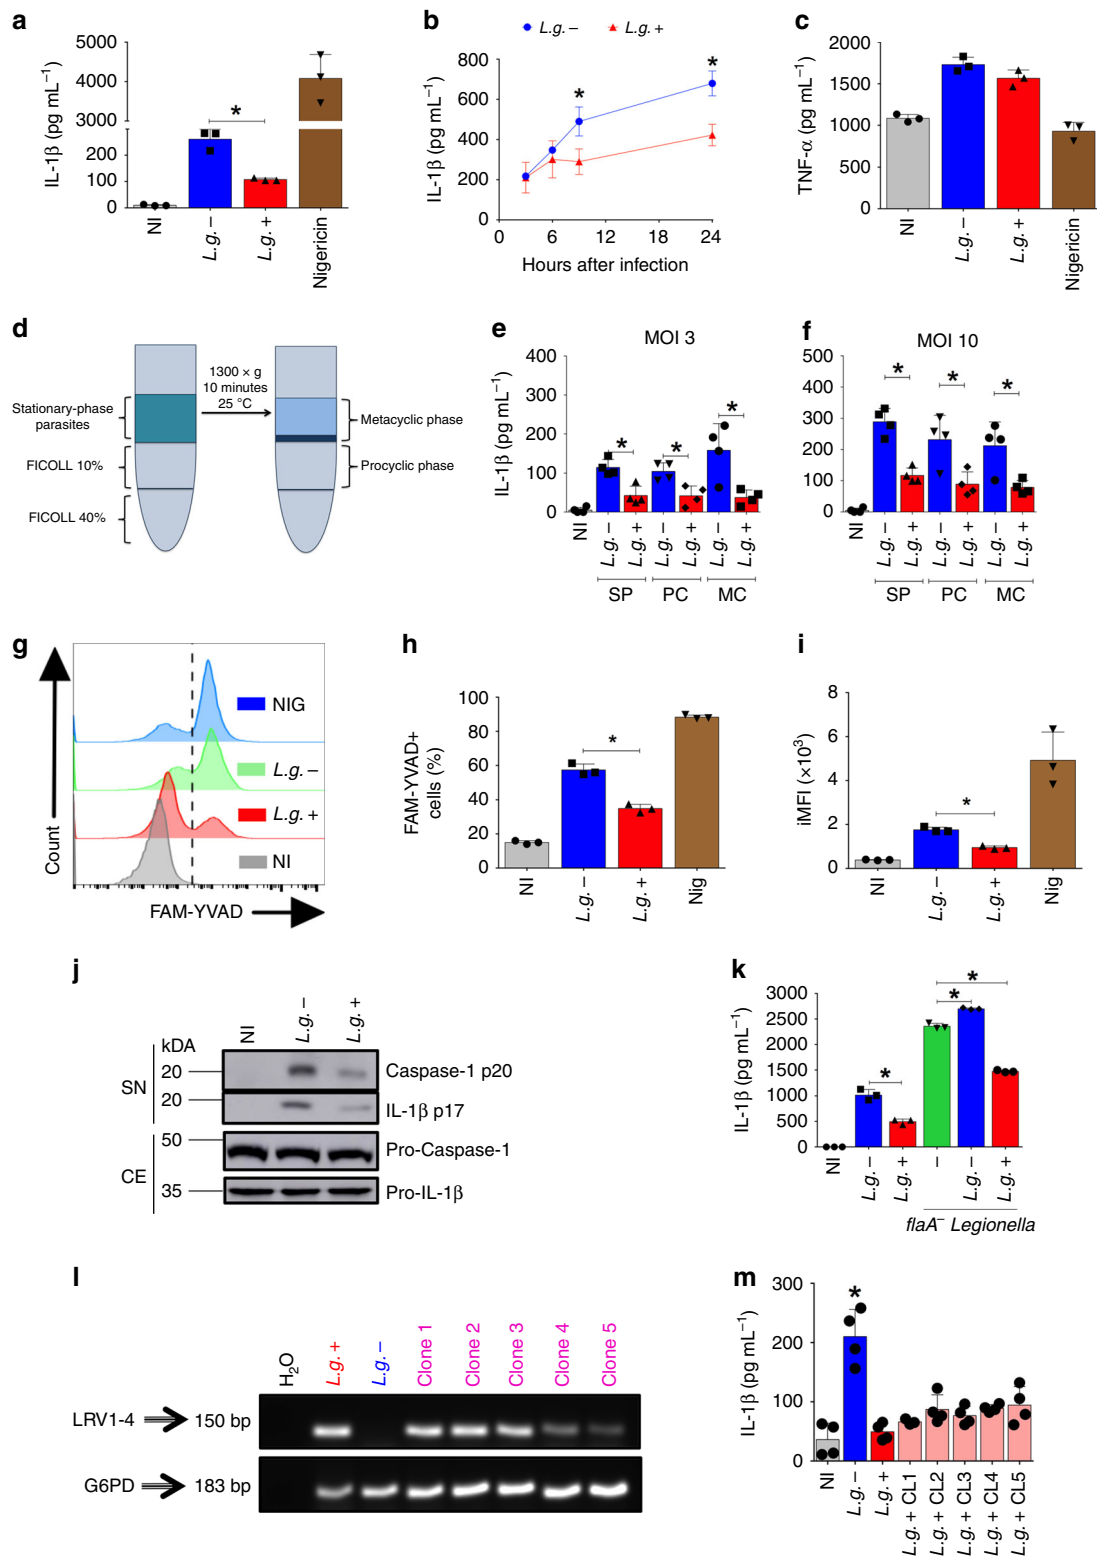 a
5000
4000
3000
200
100
0
IL-1β (pg mL⁻¹)
*
NI
L.g. –
L.g. +
Nigericin
b
L.g. –
L.g. +
800
600
400
200
0
IL-1β (pg mL⁻¹)
*
*
0 6 12 18 24
Hours after infection
c
2000
1500
1000
500
0
TNF-α (pg mL⁻¹)
NI
L.g. –
L.g. +
Nigericin
d
Stationary-phase
parasites
FICOLL 10%
FICOLL 40%
1300 × g
10 minutes
25 °C
Metacyclic phase
Procyclic phase
e
MOI 3
400
300
200
100
0
IL-1β (pg mL⁻¹)
*
*
*
NI
L.g. –
L.g. +
L.g. –
L.g. +
L.g. –
L.g. +
SP PC MC
f
MOI 10
500
400
300
200
100
0
*
*
*
NI
L.g. –
L.g. +
L.g. –
L.g. +
L.g. –
L.g. +
SP PC MC
g
Count
NIG
L.g. –
L.g. +
NI
FAM-YVAD
h
100
80
60
40
20
0
FAM-YVAD+
cells (%)
*
NI
L.g. –
L.g. +
Nig
i
8
6
4
2
0
iMFI (×10³)
*
NI
L.g. –
L.g. +
Nig
j
NI
L.g. –
L.g. +
kDA
SN
20
20
CE
50
35
Caspase-1 p20
IL-1β p17
Pro-Caspase-1
Pro-IL-1β
k
3000
2500
2000
1500
1000
500
0
IL-1β (pg mL⁻¹)
*
*
*
NI
L.g. –
L.g. +
–
L.g. –
L.g. +
flaA⁻ Legionella
l
H₂O
L.g. +
L.g. –
Clone 1
Clone 2
Clone 3
Clone 4
Clone 5
LRV1-4 150 bp
G6PD 183 bp
m
300
200
100
0
IL-1β (pg mL⁻¹)
*
NI
L.g. –
L.g. +
L.g. + CL1
L.g. + CL2
L.g. + CL3
L.g. + CL4
L.g. + CL5